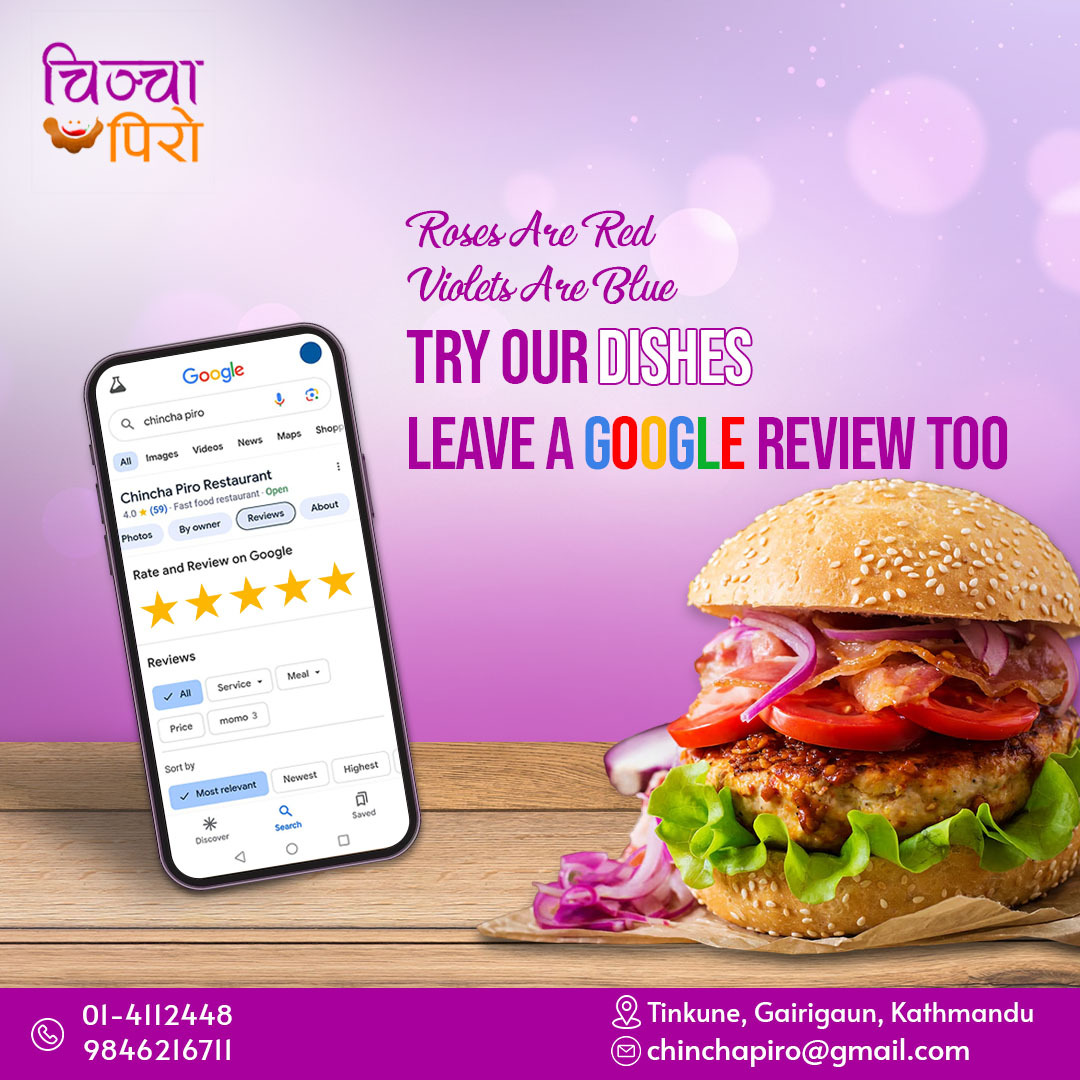 चिञ्चा
पिरो
Roses Are Red
Violets Are Blue
TRY OUR DISHES
LEAVE A GOOGLE REVIEW TOO
Google
chincha piro
All Images Videos News Maps Shopp
Chincha Piro Restaurant
4.0 ★ (59) · Fast food restaurant · Open
Photos By owner Reviews About
Rate and Review on Google
Reviews
✓ All Service Meal
Price momo 3
Sort by
✓ Most relevant Newest Highest
Discover Search Saved
01-4112448
9846216711
Tinkune, Gairigaun, Kathmandu
chinchapiro@gmail.com